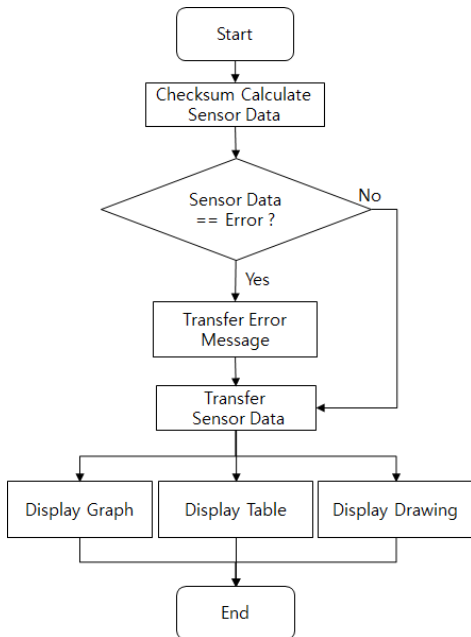 Start
Checksum Calculate
Sensor Data
Sensor Data
== Error ?
No
Yes
Transfer Error
Message
Transfer
Sensor Data
Display Graph
Display Table
Display Drawing
End